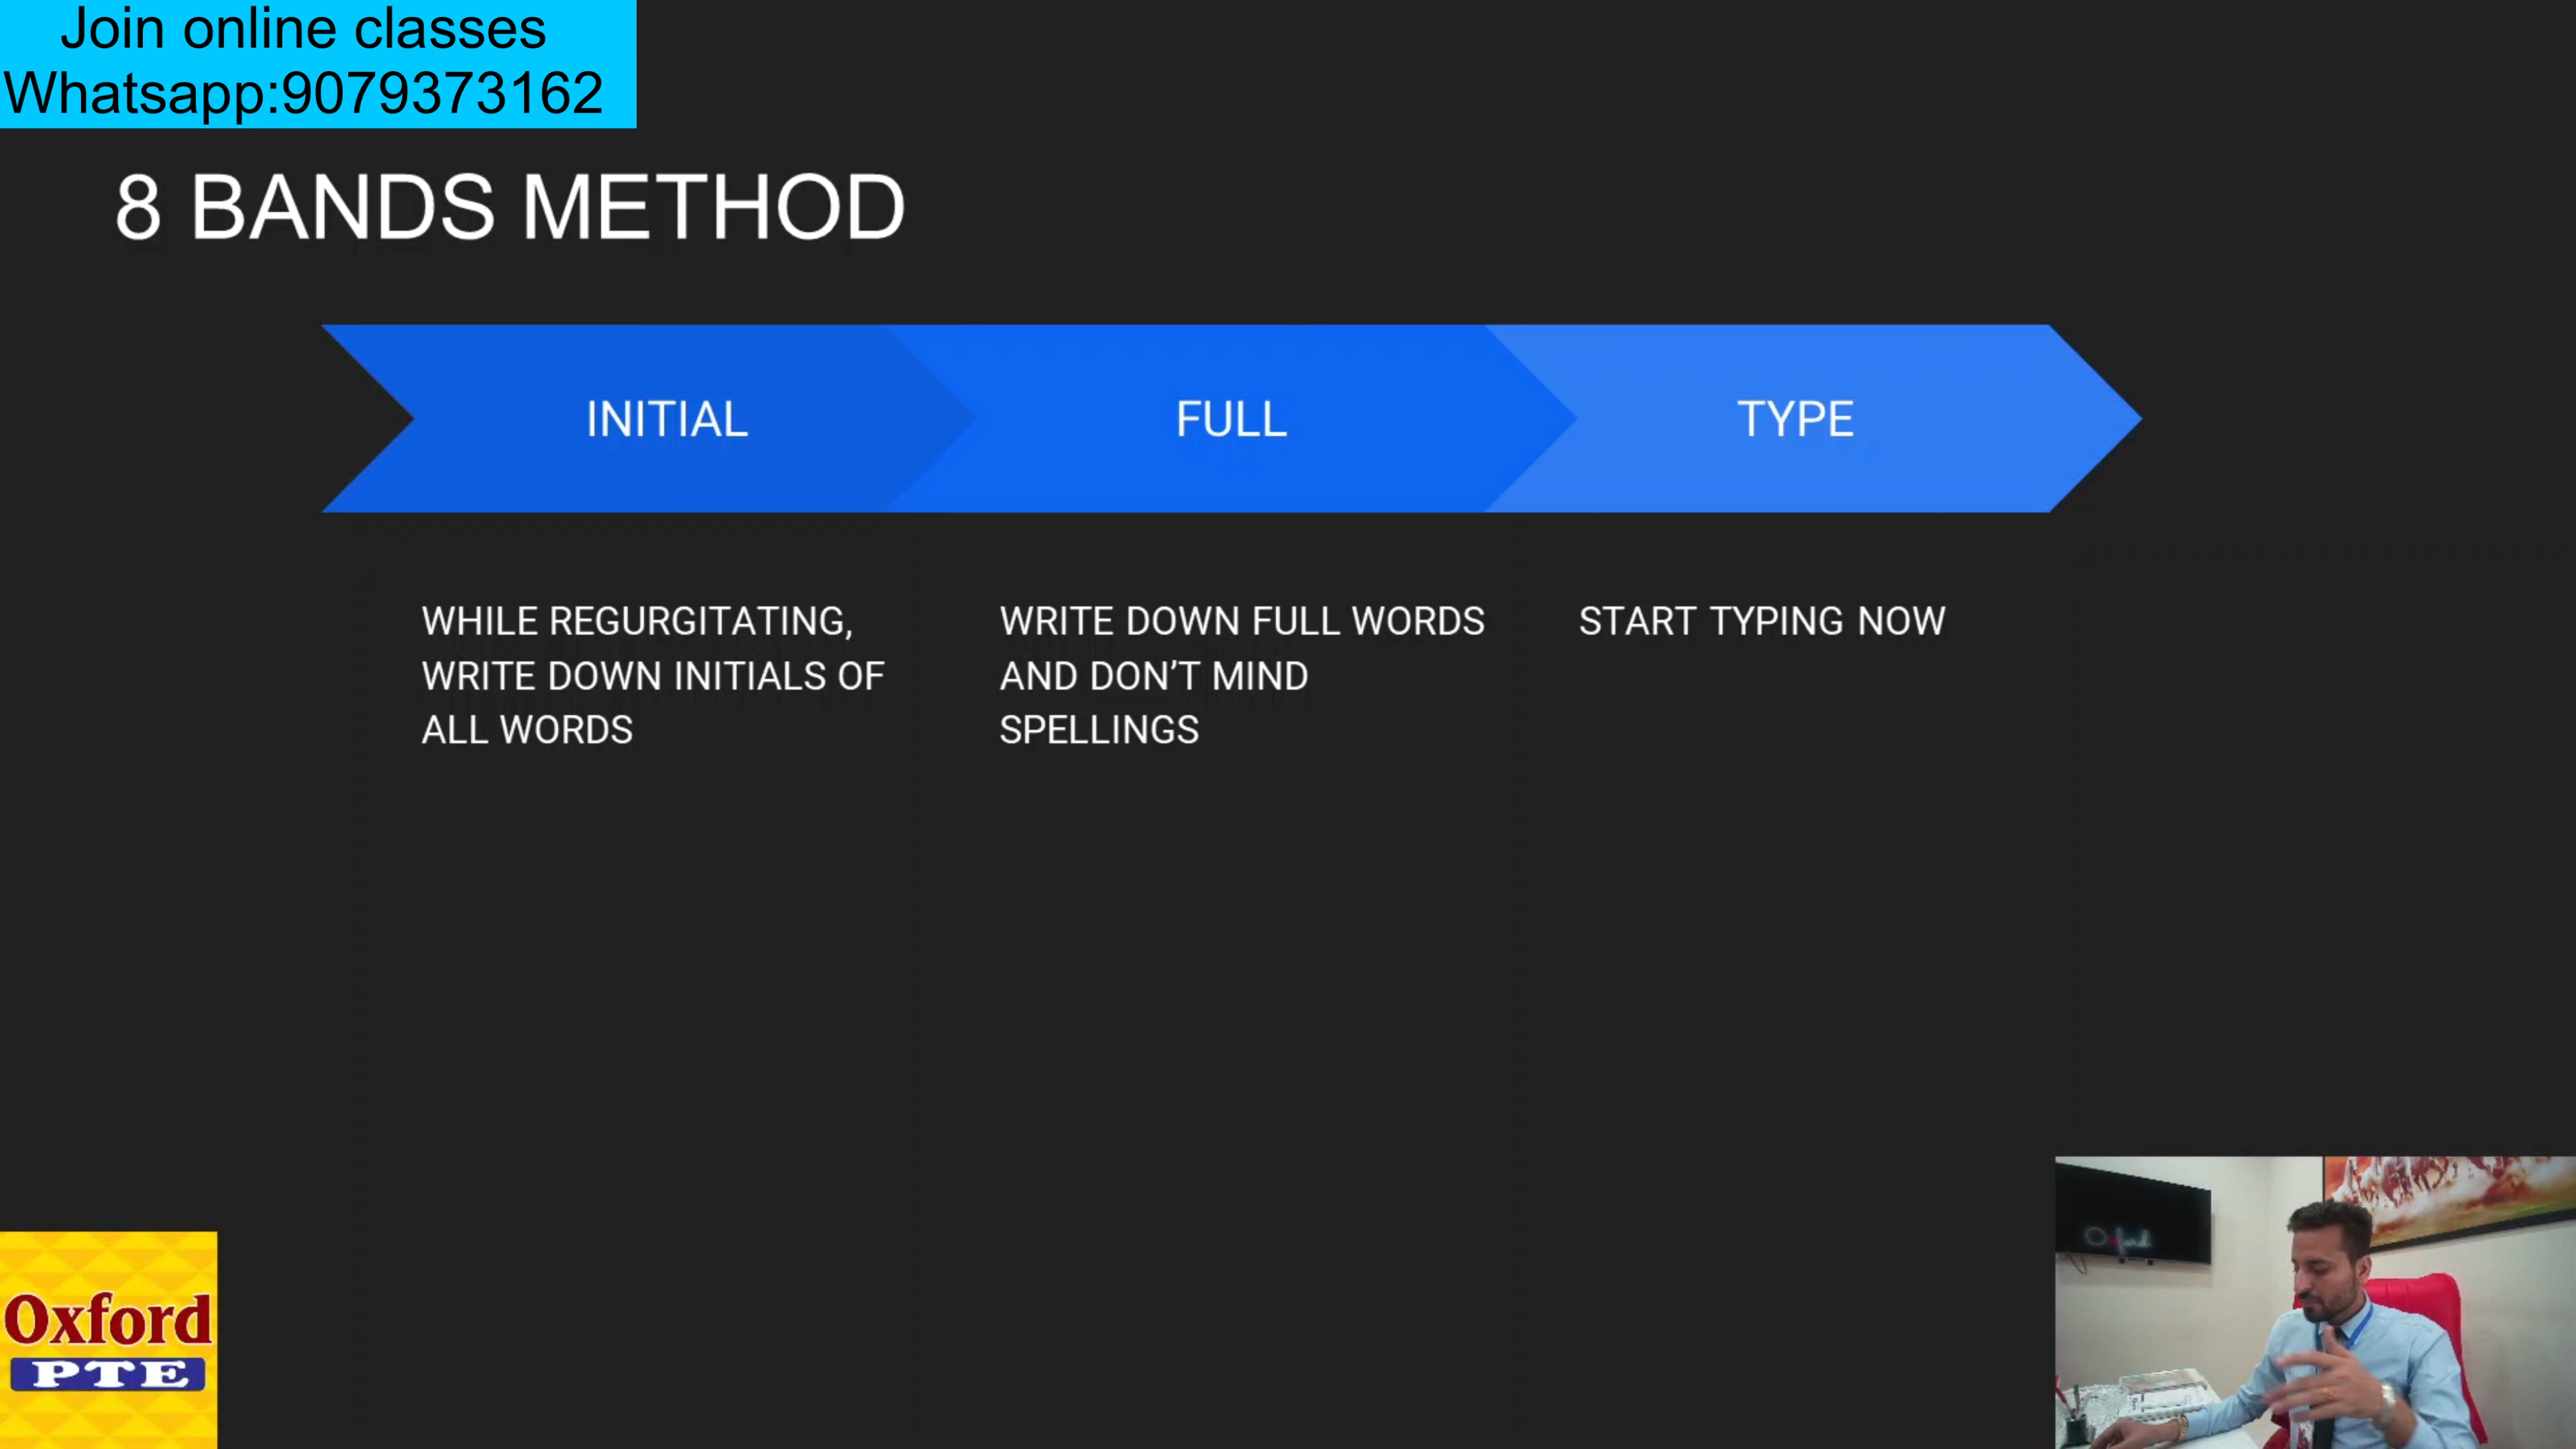 Join online classes
Whatsapp:9079373162
8 BANDS METHOD
INITIAL
FULL
TYPE
WHILE REGURGITATING,
WRITE DOWN INITIALS OF
ALL WORDS
WRITE DOWN FULL WORDS
AND DON’T MIND
SPELLINGS
START TYPING NOW
Oxford
PTE
Oxford